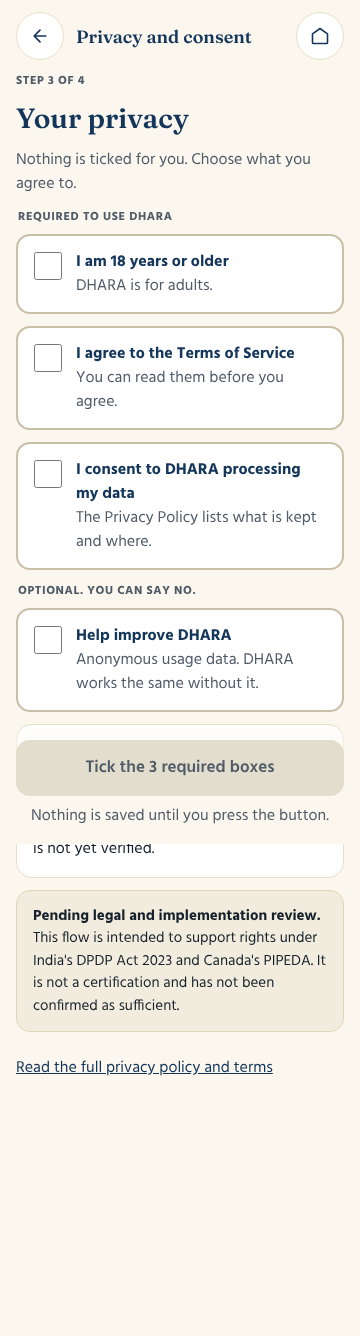 Privacy and consent
STEP 3 OF 4
Your privacy
Nothing is ticked for you. Choose what you
agree to.
REQUIRED TO USE DHARA
I am 18 years or older
DHARA is for adults.
I agree to the Terms of Service
You can read them before you
agree.
I consent to DHARA processing
my data
The Privacy Policy lists what is kept
and where.
OPTIONAL. YOU CAN SAY NO.
Help improve DHARA
Anonymous usage data. DHARA
works the same without it.
Tick the 3 required boxes
Nothing is saved until you press the button.
is not yet verified.
Pending legal and implementation review.
This flow is intended to support rights under
India's DPDP Act 2023 and Canada's PIPEDA. It
is not a certification and has not been
confirmed as sufficient.
Read the full privacy policy and terms